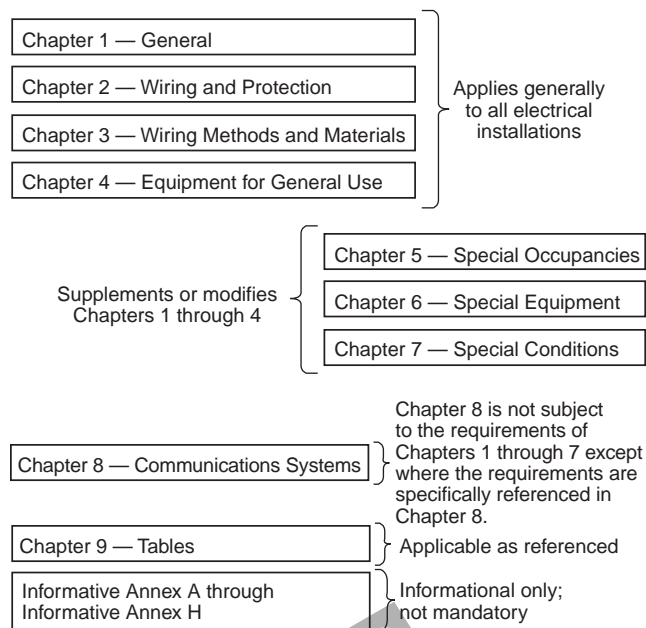 Chapter 1 — General
Chapter 2 — Wiring and Protection
Chapter 3 — Wiring Methods and Materials
Chapter 4 — Equipment for General Use
Applies generally
to all electrical
installations
Supplements or modifies
Chapters 1 through 4
Chapter 5 — Special Occupancies
Chapter 6 — Special Equipment
Chapter 7 — Special Conditions
Chapter 8 — Communications Systems
Chapter 8 is not subject
to the requirements of
Chapters 1 through 7 except
where the requirements are
specifically referenced in
Chapter 8.
Chapter 9 — Tables
Applicable as referenced
Informative Annex A through
Informative Annex H
Informational only;
not mandatory